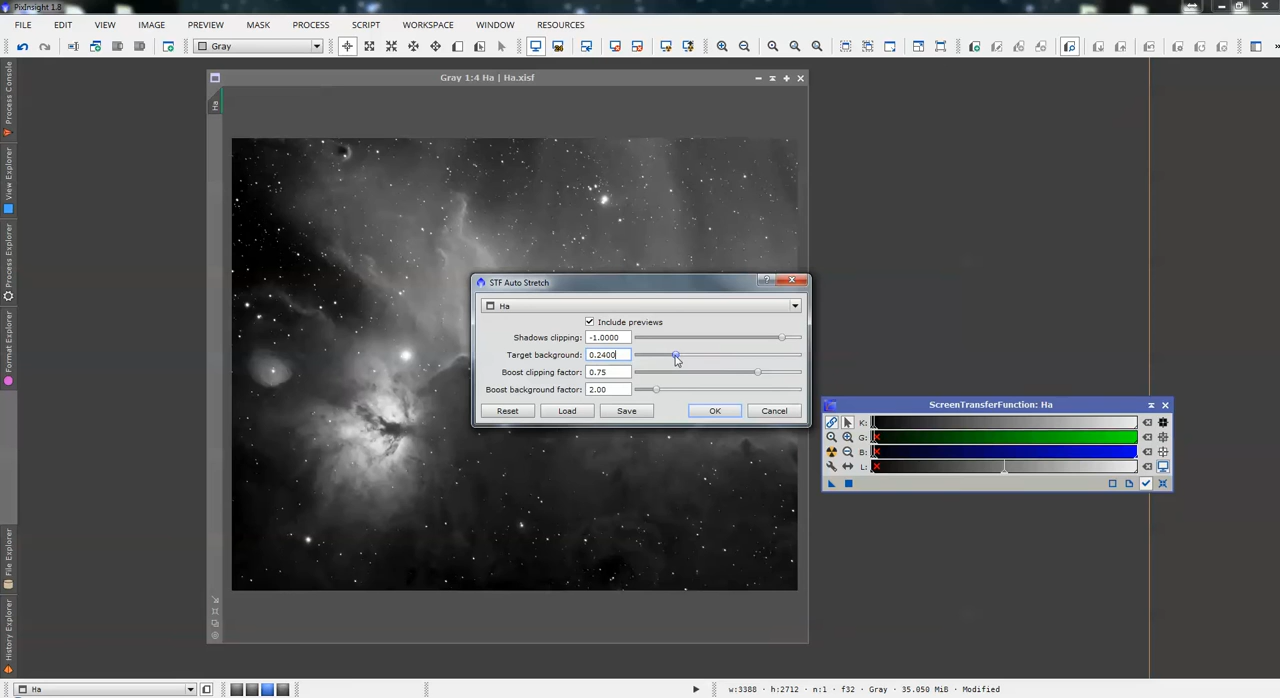 PixInsight 1.8
FILE EDIT VIEW IMAGE PREVIEW MASK PROCESS SCRIPT WORKSPACE WINDOW RESOURCES
Gray
Process Console
View Explorer
Process Explorer
Format Explorer
File Explorer
History Explorer
Gray 1:4 Ha | Ha.xisf
Ha
STF Auto Stretch
Ha
Include previews
Shadows clipping: -1.0000
Target background: 0.2400
Boost clipping factor: 0.75
Boost background factor: 2.00
Reset Load Save OK Cancel
ScreenTransferFunction: Ha
K:
G:
B:
L:
Ha
w:3388 · h:2712 · n:1 · f32 · Gray · 35.050 MiB · Modified